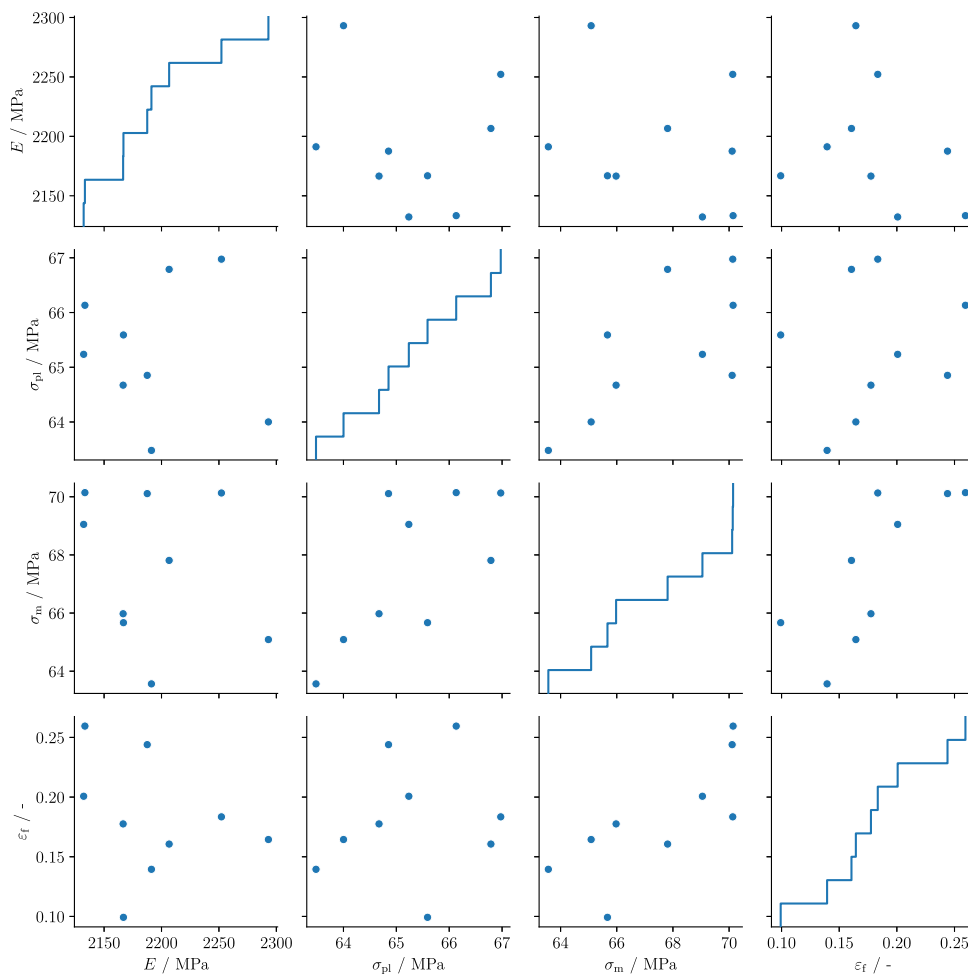 2300
2250
2200
2150
E / MPa
67
66
65
64
σpl / MPa
70
68
66
64
σm / MPa
0.25
0.20
0.15
0.10
εf / -
2150 2200 2250 2300
E / MPa
64 65 66 67
σpl / MPa
64 66 68 70
σm / MPa
0.10 0.15 0.20 0.25
εf / -